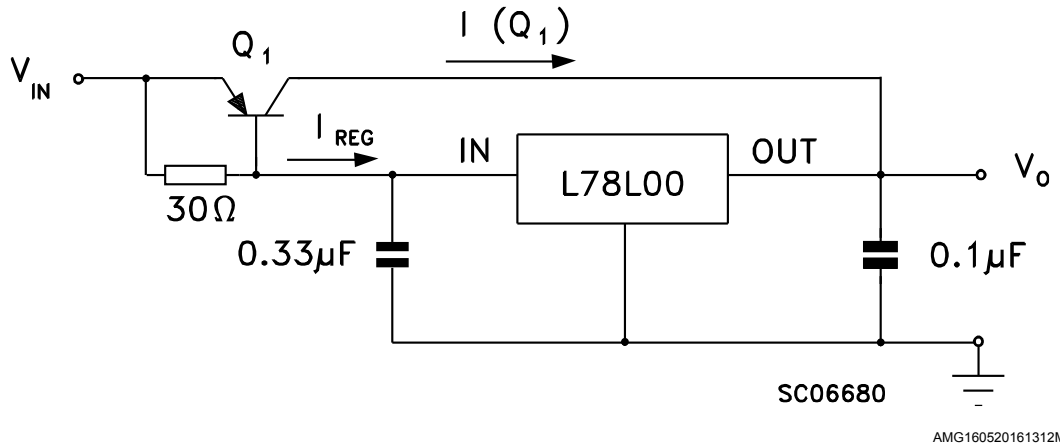 I (Q1)
Q1
VIN
IREG
IN
OUT
L78L00
VO
30Ω
0.33µF
0.1µF
SC06680
AMG160520161312M